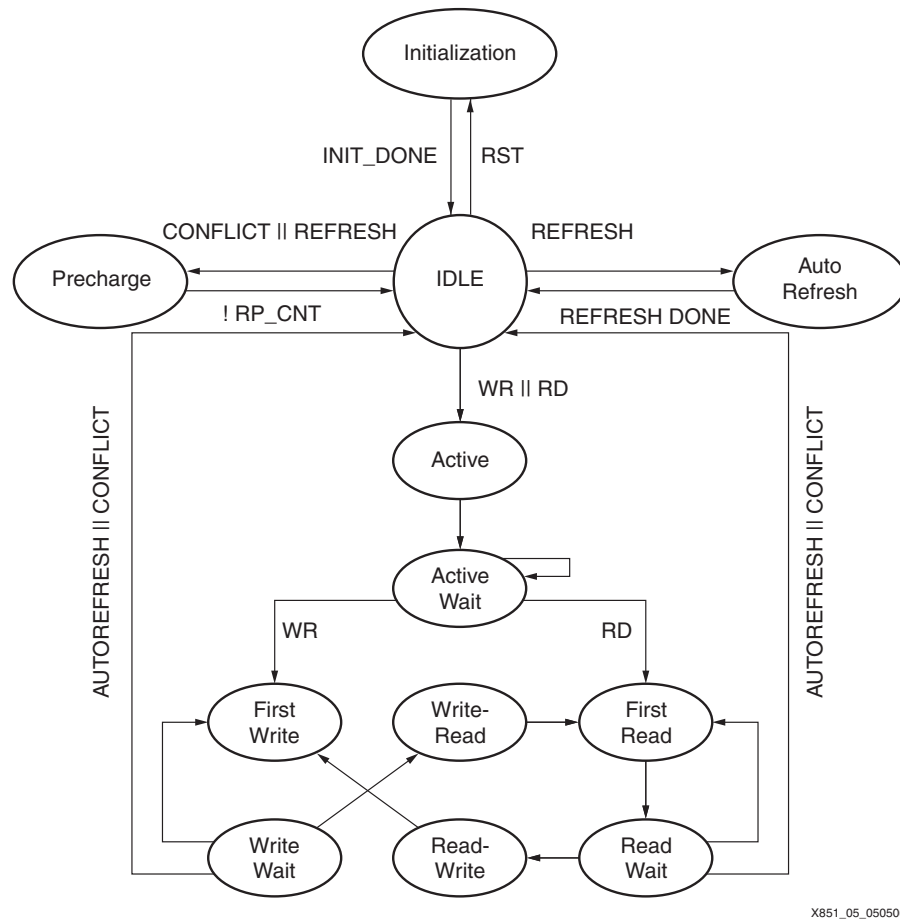 Initialization
INIT_DONE
RST
CONFLICT || REFRESH
REFRESH
Precharge
IDLE
Auto
Refresh
! RP_CNT
REFRESH DONE
WR || RD
AUTOREFRESH || CONFLICT
AUTOREFRESH || CONFLICT
Active
Active
Wait
WR
RD
First
Write
Write-
Read
First
Read
Write
Wait
Read-
Write
Read
Wait
X851_05_05050